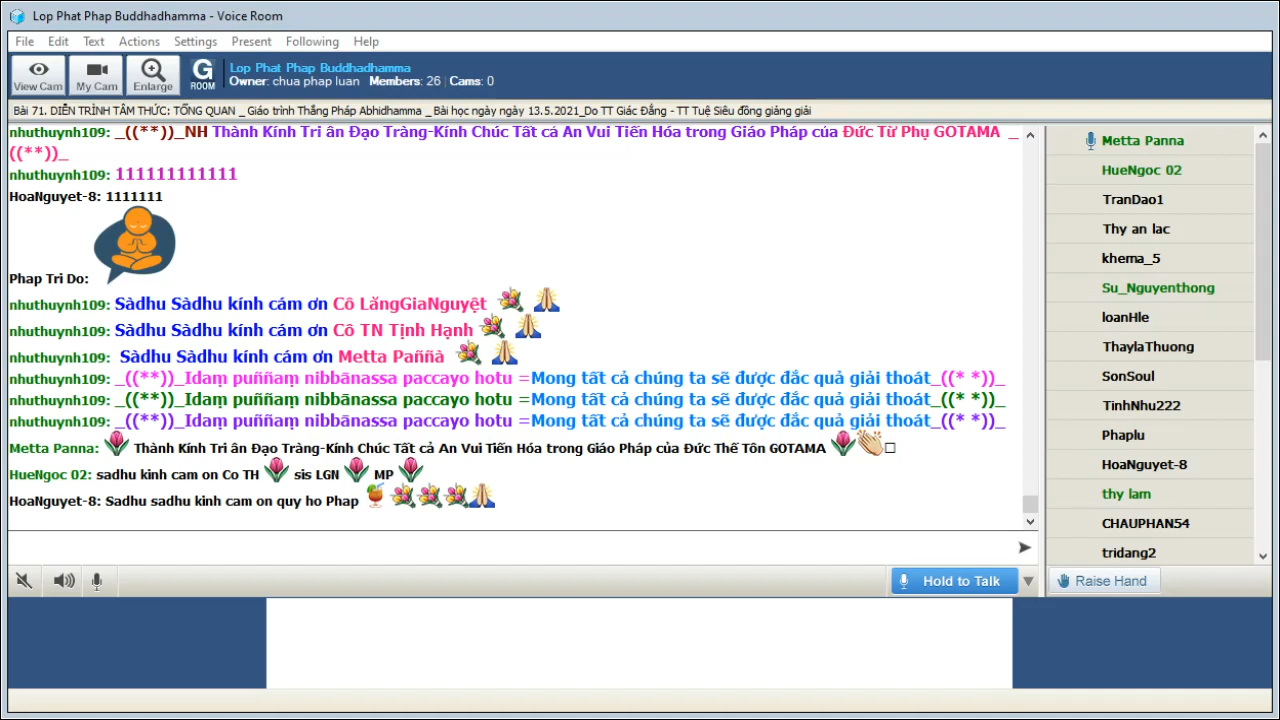 Lop Phat Phap Buddhadhamma - Voice Room
File Edit Text Actions Settings Present Following Help
View Cam My Cam Enlarge G ROOM
Lop Phat Phap Buddhadhamma
Owner: chua phap luan Members: 26 | Cams: 0
Bài 71. DIỄN TRÌNH TÂM THỨC: TỔNG QUAN _ Giáo trình Thắng Pháp Abhidhamma _ Bài học ngày ngày 13.5.2021_Do TT Giác Đẳng - TT Tuệ Siêu đồng giảng giải
nhuthuynh109: _((**))_NH Thành Kính Tri ân Đạo Tràng-Kính Chúc Tất cả An Vui Tiến Hóa trong Giáo Pháp của Đức Từ Phụ GOTAMA _
((**))_
nhuthuynh109: 111111111111
HoaNguyet-8: 1111111
Phap Tri Do:
nhuthuynh109: Sàdhu Sàdhu kính cám ơn Cô LăngGiaNguyệt
nhuthuynh109: Sàdhu Sàdhu kính cám ơn Cô TN Tịnh Hạnh
nhuthuynh109: Sàdhu Sàdhu kính cám ơn Metta Paññà
nhuthuynh109: _((**))_Idaṃ puññaṃ nibbānassa paccayo hotu =Mong tất cả chúng ta sẽ được đắc quả giải thoát_((* *))_
nhuthuynh109: _((**))_Idaṃ puññaṃ nibbānassa paccayo hotu =Mong tất cả chúng ta sẽ được đắc quả giải thoát_((* *))_
nhuthuynh109: _((**))_Idaṃ puññaṃ nibbānassa paccayo hotu =Mong tất cả chúng ta sẽ được đắc quả giải thoát_((* *))_
Metta Panna: Thành Kính Tri ân Đạo Tràng-Kính Chúc Tất cả An Vui Tiến Hóa trong Giáo Pháp của Đức Thế Tôn GOTAMA
HueNgoc 02: sadhu kinh cam on Co TH sis LGN MP
HoaNguyet-8: Sadhu sadhu kinh cam on quy ho Phap
Metta Panna
HueNgoc 02
TranDao1
Thy an lac
khema_5
Su_Nguyenthong
loanHle
ThaylaThuong
SonSoul
TinhNhu222
Phaplu
HoaNguyet-8
thy lam
CHAUPHAN54
tridang2
Hold to Talk
Raise Hand